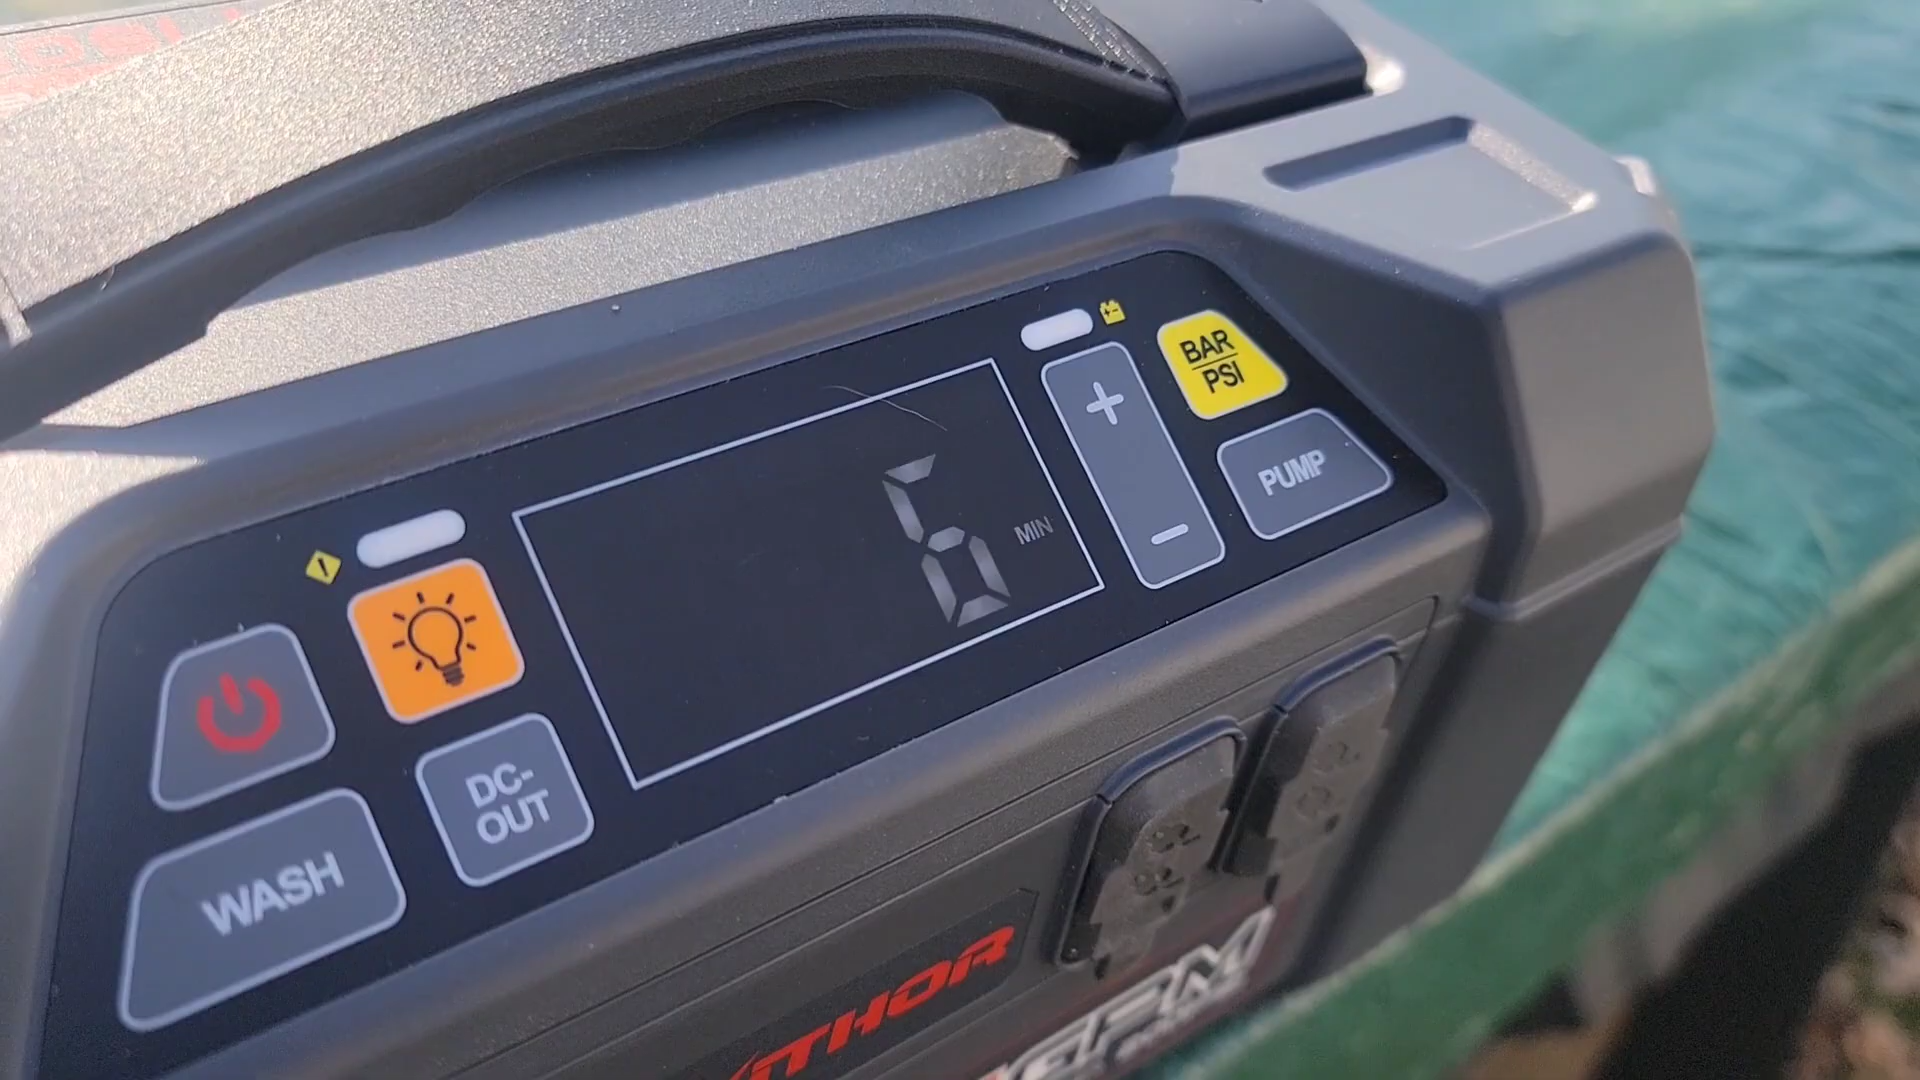 BAR
PSI
PUMP
+
6 MIN
-
!
DC-
OUT
WASH
THOR